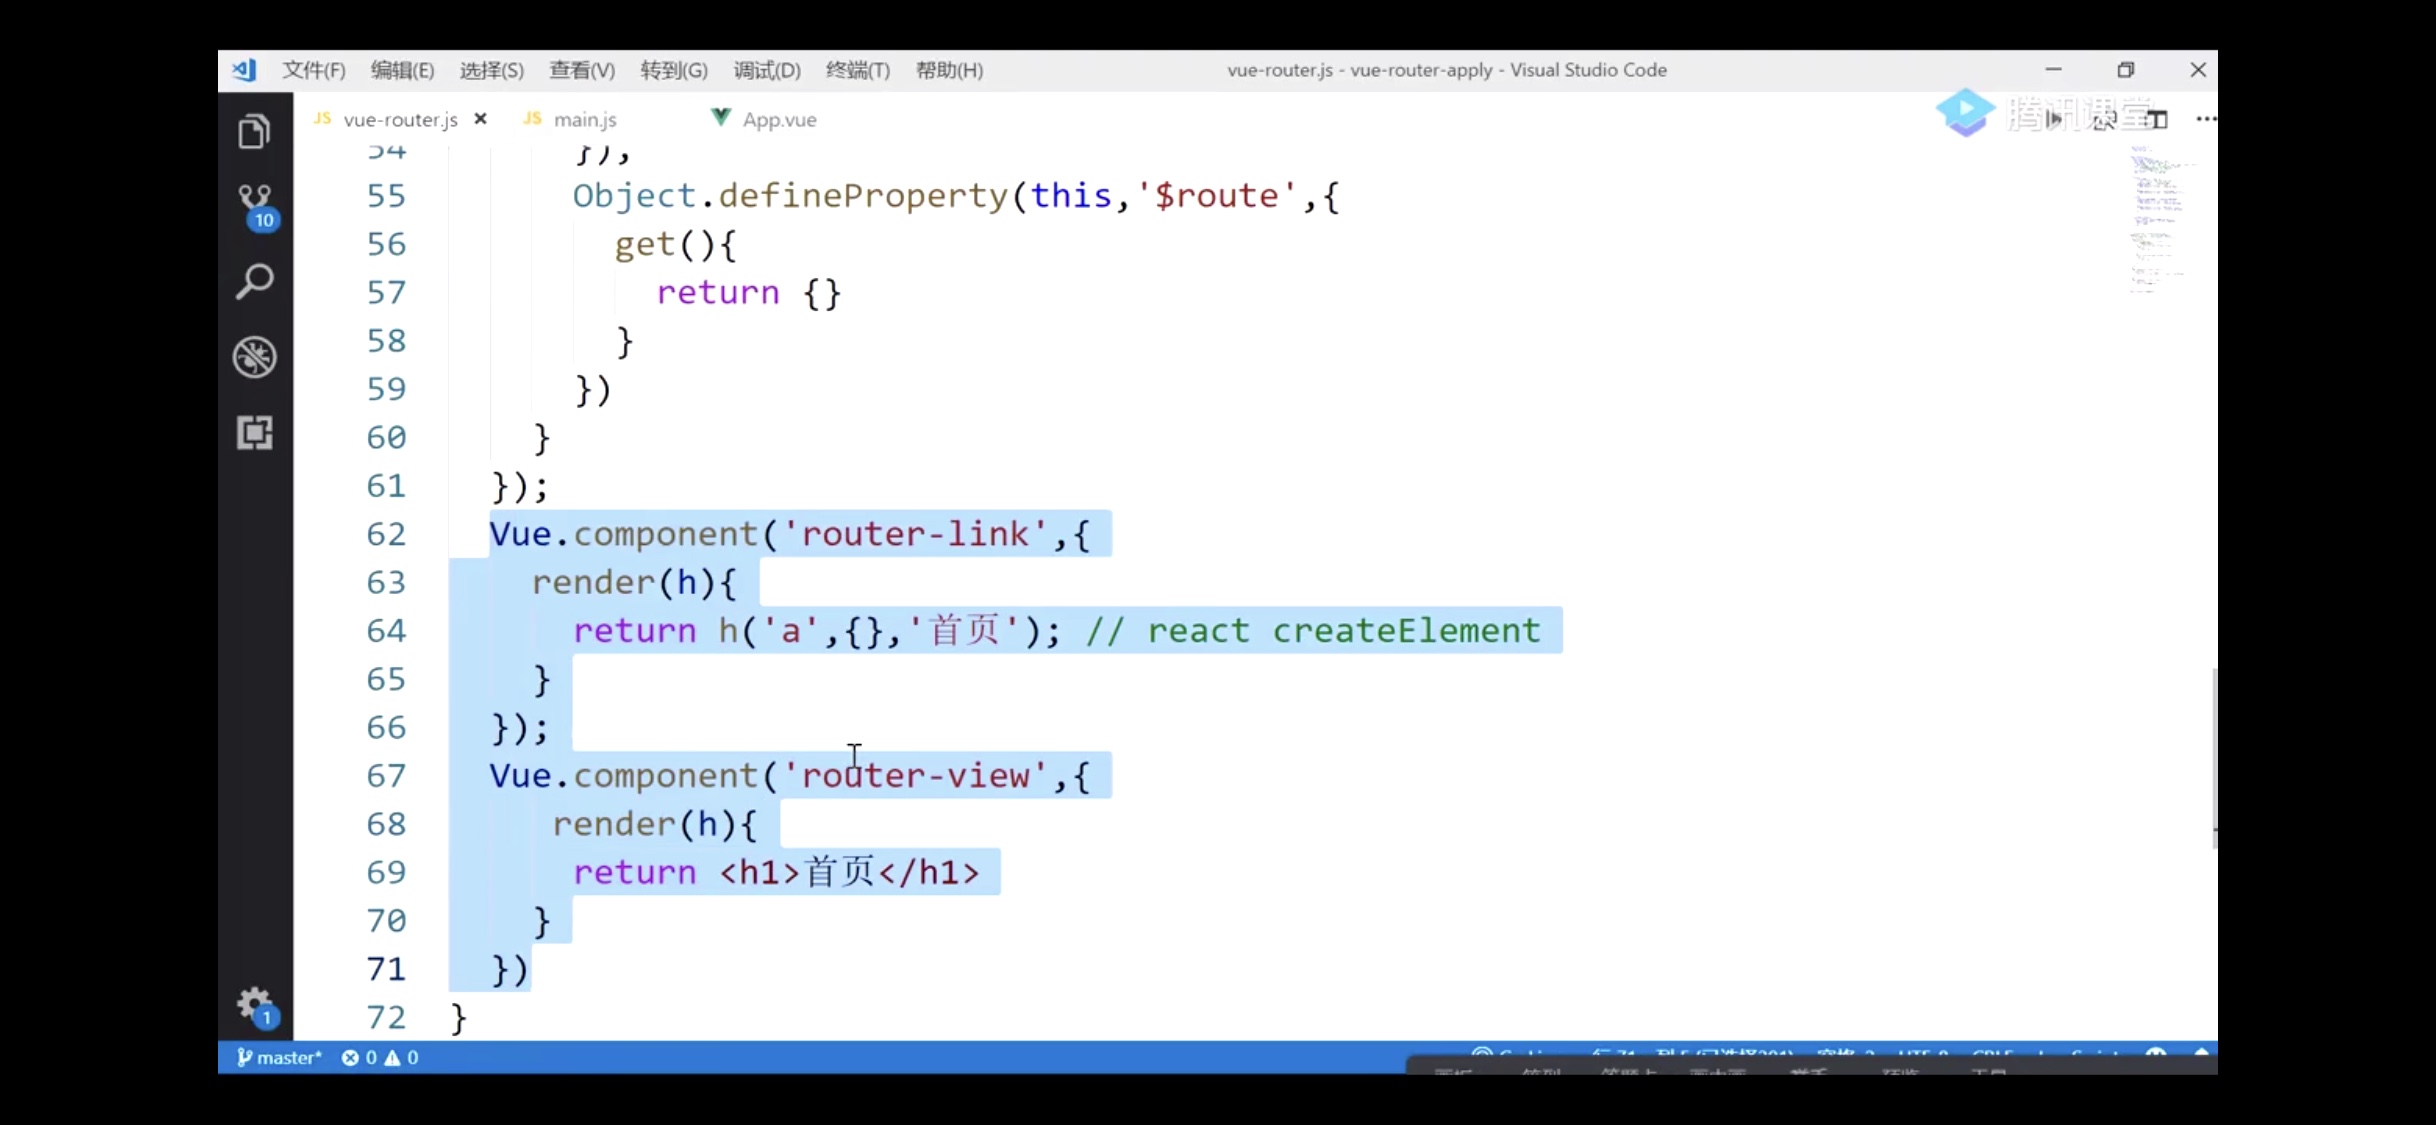 文件(F) 编辑(E) 选择(S) 查看(V) 转到(G) 调试(D) 终端(T) 帮助(H) vue-router.js - vue-router-apply - Visual Studio Code
JS vue-router.js × JS main.js App.vue
腾讯课堂
54 }),
55 Object.defineProperty(this,'$route',{
56 get(){
57 return {}
58 }
59 })
60 }
61 });
62 Vue.component('router-link',{
63 render(h){
64 return h('a',{},'首页'); // react createElement
65 }
66 });
67 Vue.component('router-view',{
68 render(h){
69 return <h1>首页</h1>
70 }
71 })
72 }
10
1
master* 0 0